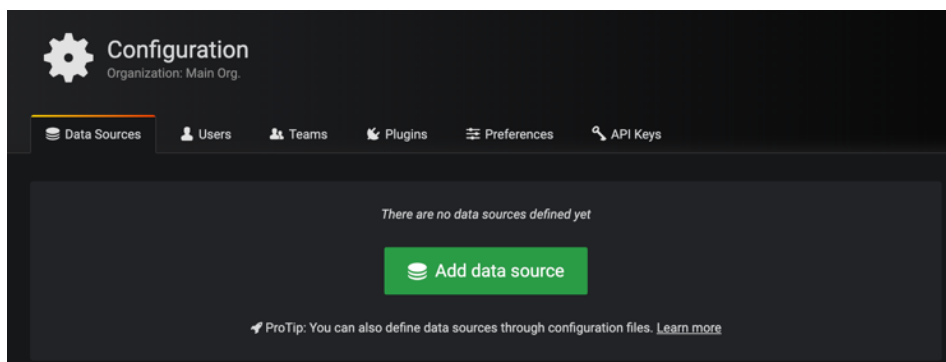 Configuration
Organization: Main Org.
Data Sources Users Teams Plugins Preferences API Keys
There are no data sources defined yet
Add data source
ProTip: You can also define data sources through configuration files. Learn more